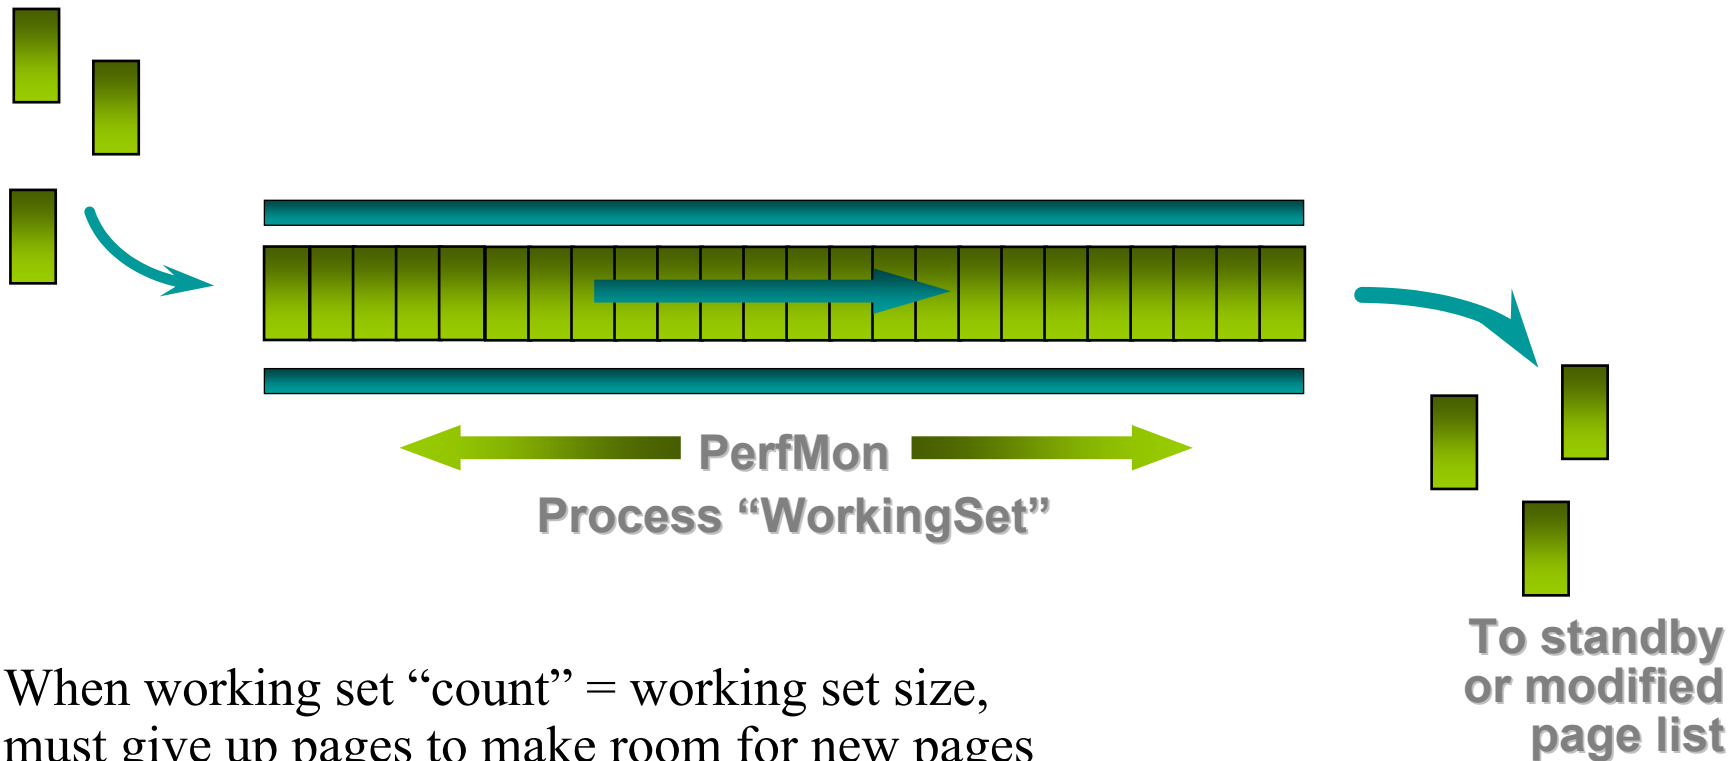 PerfMon
Process “WorkingSet”
To standby
or modified
page list
When working set “count” = working set size,
must give up pages to make room for new pages